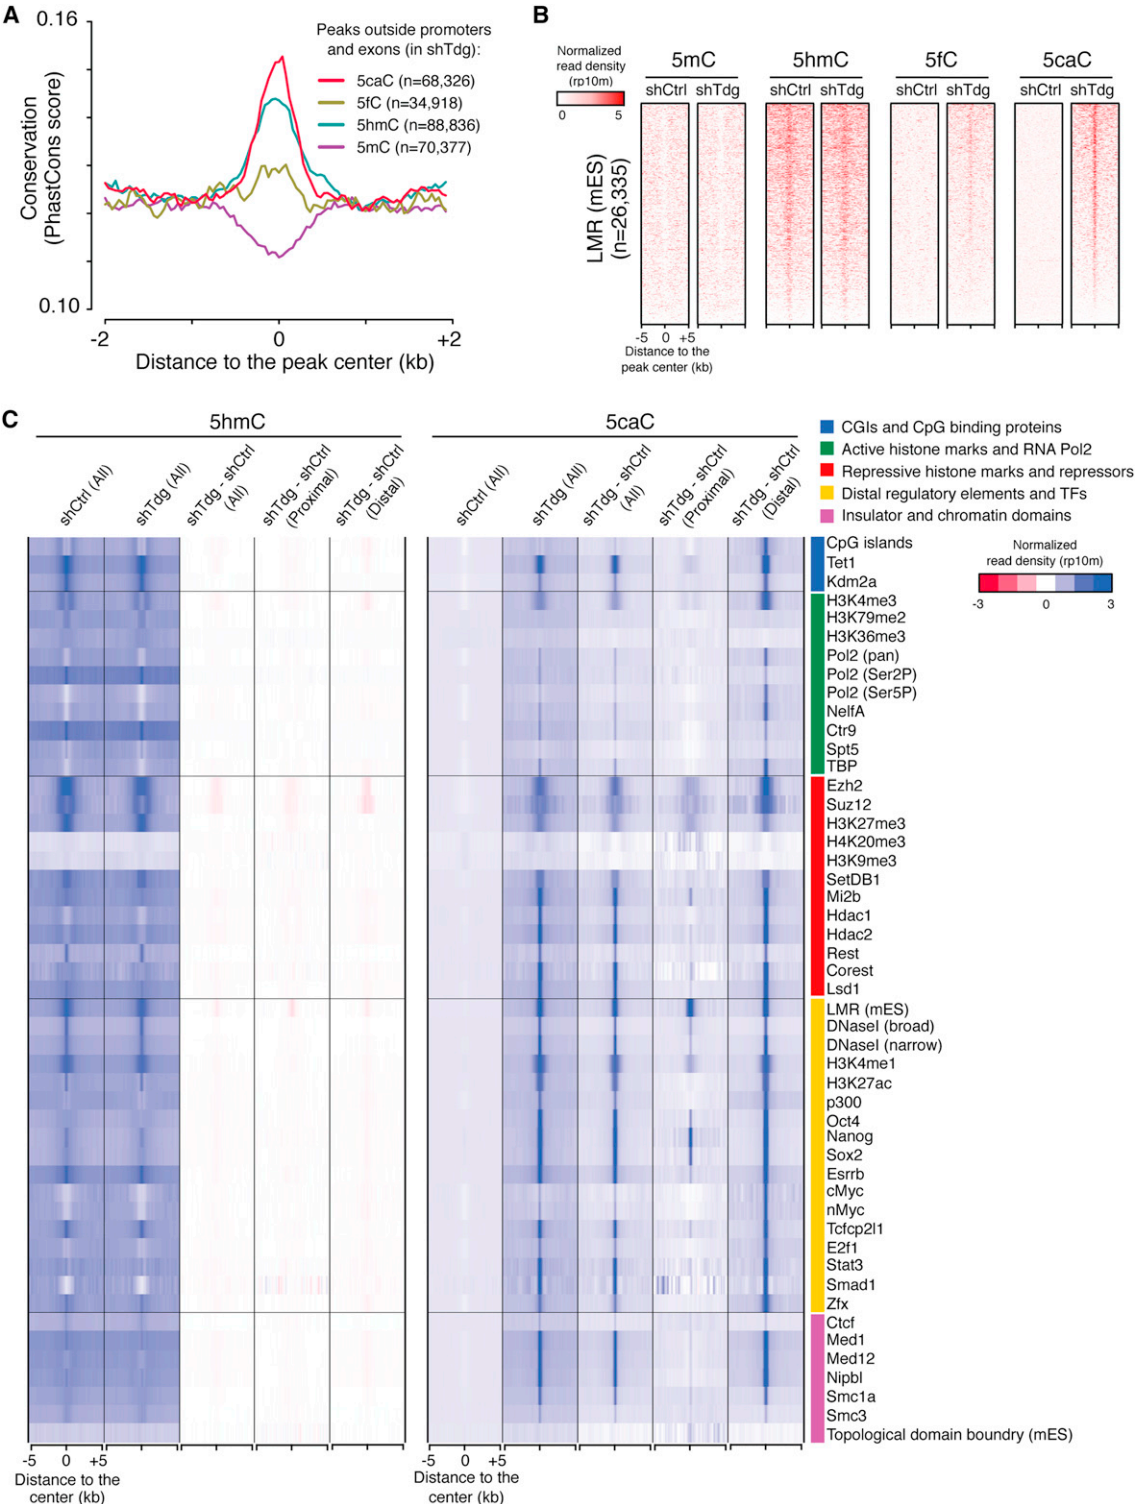 A
0.16
Conservation
(PhastCons score)
0.10
Peaks outside promoters
and exons (in shTdg):
5caC (n=68,326)
5fC (n=34,918)
5hmC (n=88,836)
5mC (n=70,377)
-2
0
+2
Distance to the peak center (kb)
B
Normalized
read density
(rp10m)
0
5
5mC
5hmC
5fC
5caC
shCtrl
shTdg
shCtrl
shTdg
shCtrl
shTdg
shCtrl
shTdg
LMR (mES)
(n=26,335)
-5
0
+5
Distance to the
peak center (kb)
C
5hmC
5caC
shCtrl (All)
shTdg (All)
shTdg - shCtrl
(All)
shTdg - shCtrl
(Proximal)
shTdg - shCtrl
(Distal)
shCtrl (All)
shTdg (All)
shTdg - shCtrl
(All)
shTdg - shCtrl
(Proximal)
shTdg - shCtrl
(Distal)
CGIs and CpG binding proteins
Active histone marks and RNA Pol2
Repressive histone marks and repressors
Distal regulatory elements and TFs
Insulator and chromatin domains
Normalized
read density (rp10m)
-3
0
3
CpG islands
Tet1
Kdm2a
H3K4me3
H3K79me2
H3K36me3
Pol2 (pan)
Pol2 (Ser2P)
Pol2 (Ser5P)
NelfA
Ctr9
Spt5
TBP
Ezh2
Suz12
H3K27me3
H4K20me3
H3K9me3
SetDB1
Mi2b
Hdac1
Hdac2
Rest
Corest
Lsd1
LMR (mES)
DNaseI (broad)
DNaseI (narrow)
H3K4me1
H3K27ac
p300
Oct4
Nanog
Sox2
Esrrb
cMyc
nMyc
Tcfcp2l1
E2f1
Stat3
Smad1
Zfx
Ctcf
Med1
Med12
Nipbl
Smc1a
Smc3
Topological domain boundry (mES)
-5
0
+5
Distance to the
center (kb)
-5
0
+5
Distance to the
center (kb)